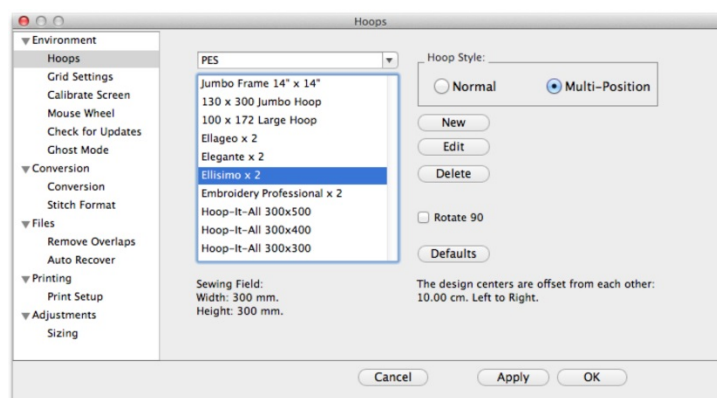 Hoops
Environment
Hoops
Grid Settings
Calibrate Screen
Mouse Wheel
Check for Updates
Ghost Mode
Conversion
Conversion
Stitch Format
Files
Remove Overlaps
Auto Recover
Printing
Print Setup
Adjustments
Sizing
PES
Jumbo Frame 14" x 14"
130 x 300 Jumbo Hoop
100 x 172 Large Hoop
Ellageo x 2
Elegante x 2
Ellisimo x 2
Embroidery Professional x 2
Hoop-It-All 300x500
Hoop-It-All 300x400
Hoop-It-All 300x300
Sewing Field:
Width: 300 mm.
Height: 300 mm.
Hoop Style:
Normal Multi-Position
New
Edit
Delete
Rotate 90
Defaults
The design centers are offset from each other:
10.00 cm. Left to Right.
Cancel Apply OK